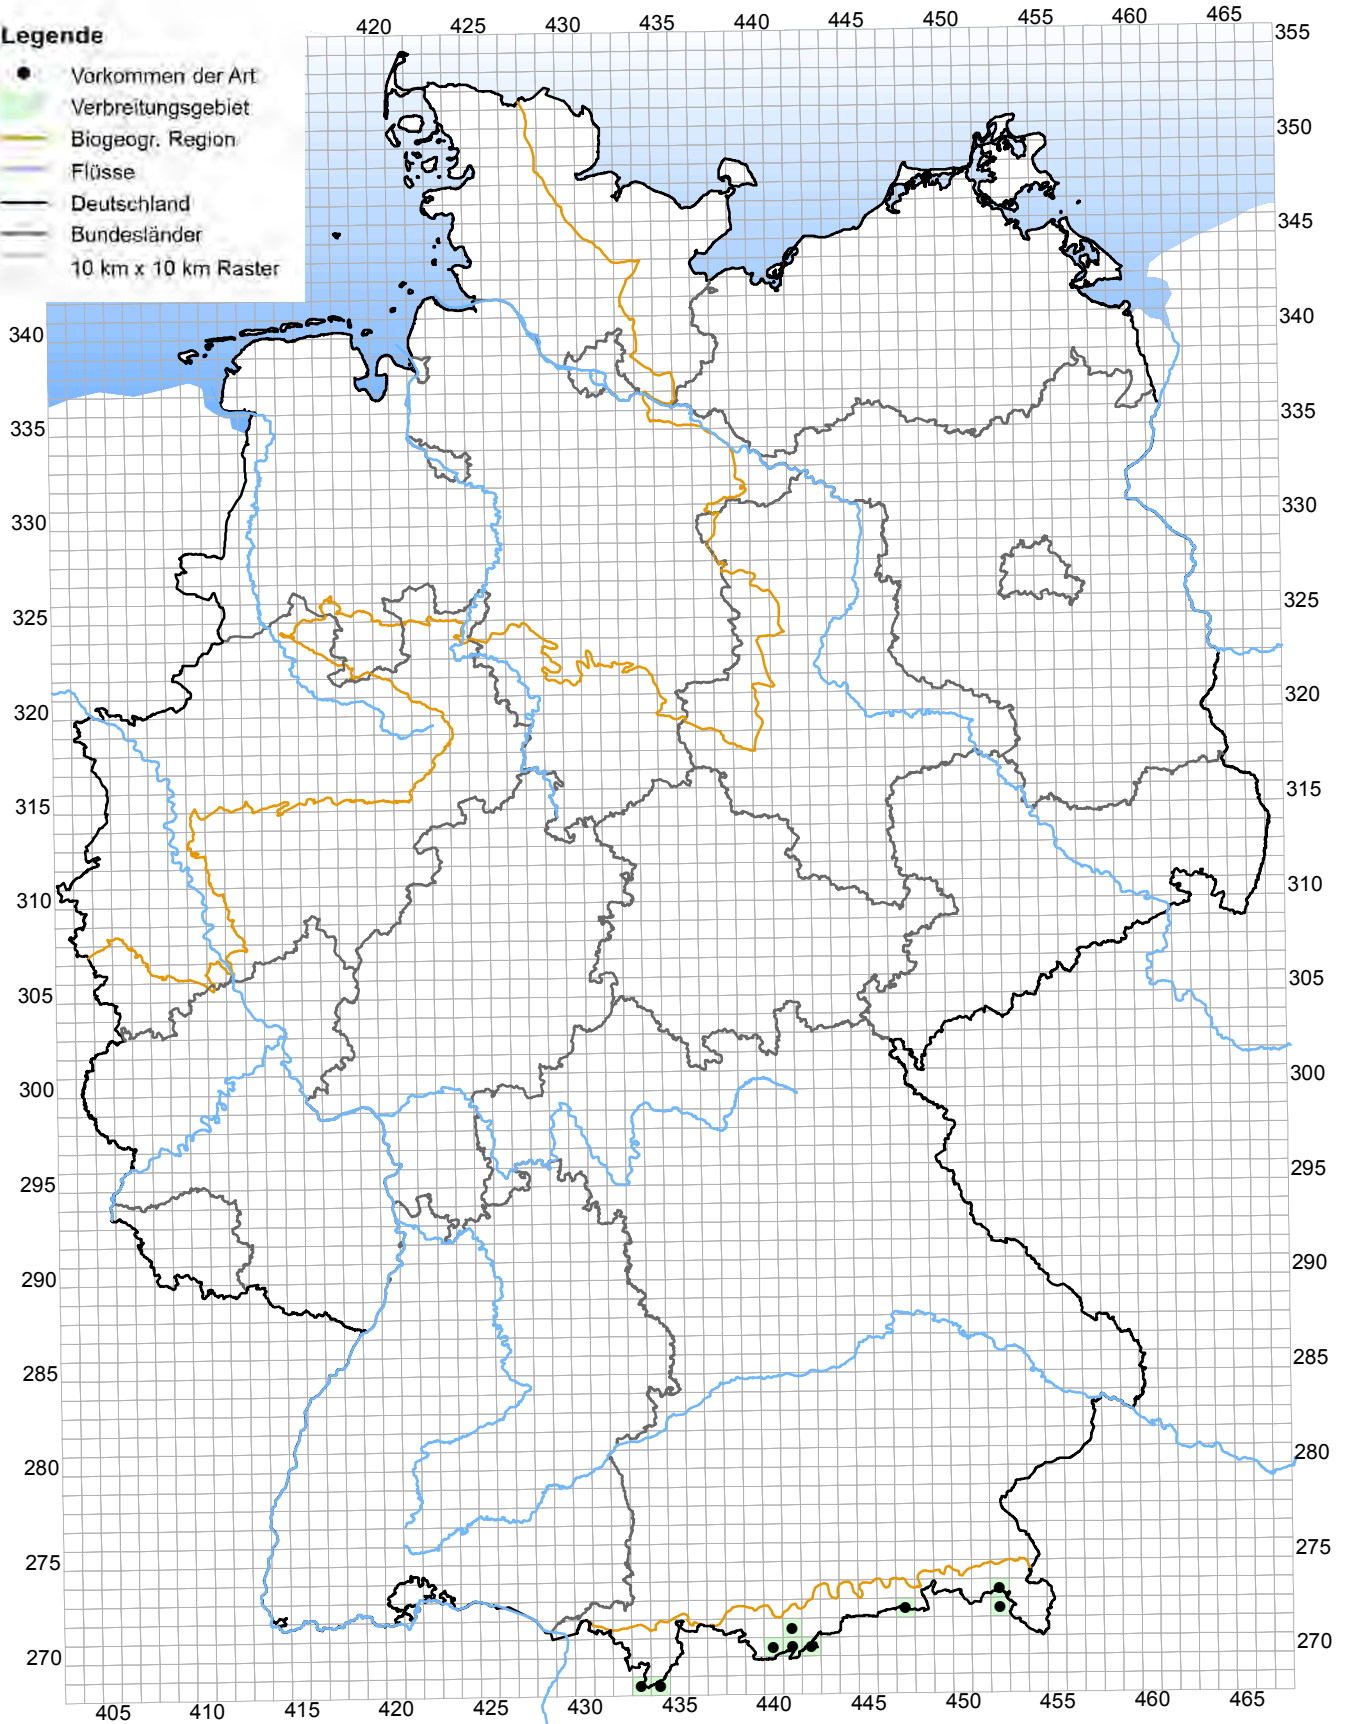 420 425 430 435 440 445 450 455 460 465
355
Legende
Vorkommen der Art
Verbreitungsgebiet
Biogeogr. Region
Flüsse
Deutschland
Bundesländer
10 km x 10 km Raster
350
345
340 340
335 335
330 330
325 325
320 320
315 315
310 310
305 305
300 300
295 295
290 290
285 285
280 280
275 275
270 270
405 410 415 420 425 430 435 440 445 450 455 460 465